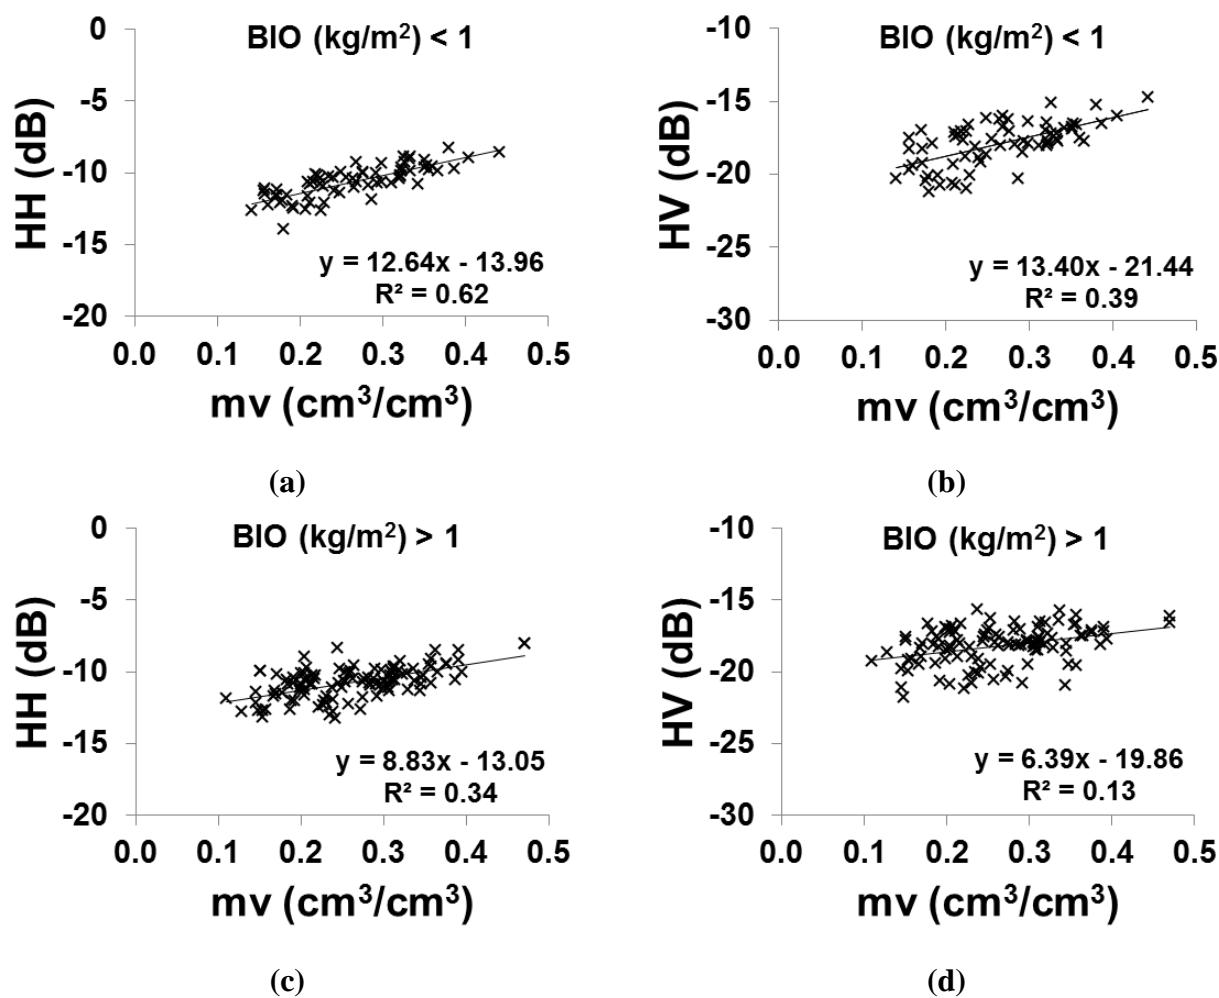 BIO (kg/m²) < 1
0
-5
-10
-15
-20
HH (dB)
y = 12.64x - 13.96
R² = 0.62
0.0 0.1 0.2 0.3 0.4 0.5
mv (cm³/cm³)
(a)
BIO (kg/m²) < 1
-10
-15
-20
-25
-30
HV (dB)
y = 13.40x - 21.44
R² = 0.39
0.0 0.1 0.2 0.3 0.4 0.5
mv (cm³/cm³)
(b)
BIO (kg/m²) > 1
0
-5
-10
-15
-20
HH (dB)
y = 8.83x - 13.05
R² = 0.34
0.0 0.1 0.2 0.3 0.4 0.5
mv (cm³/cm³)
(c)
BIO (kg/m²) > 1
-10
-15
-20
-25
-30
HV (dB)
y = 6.39x - 19.86
R² = 0.13
0.0 0.1 0.2 0.3 0.4 0.5
mv (cm³/cm³)
(d)